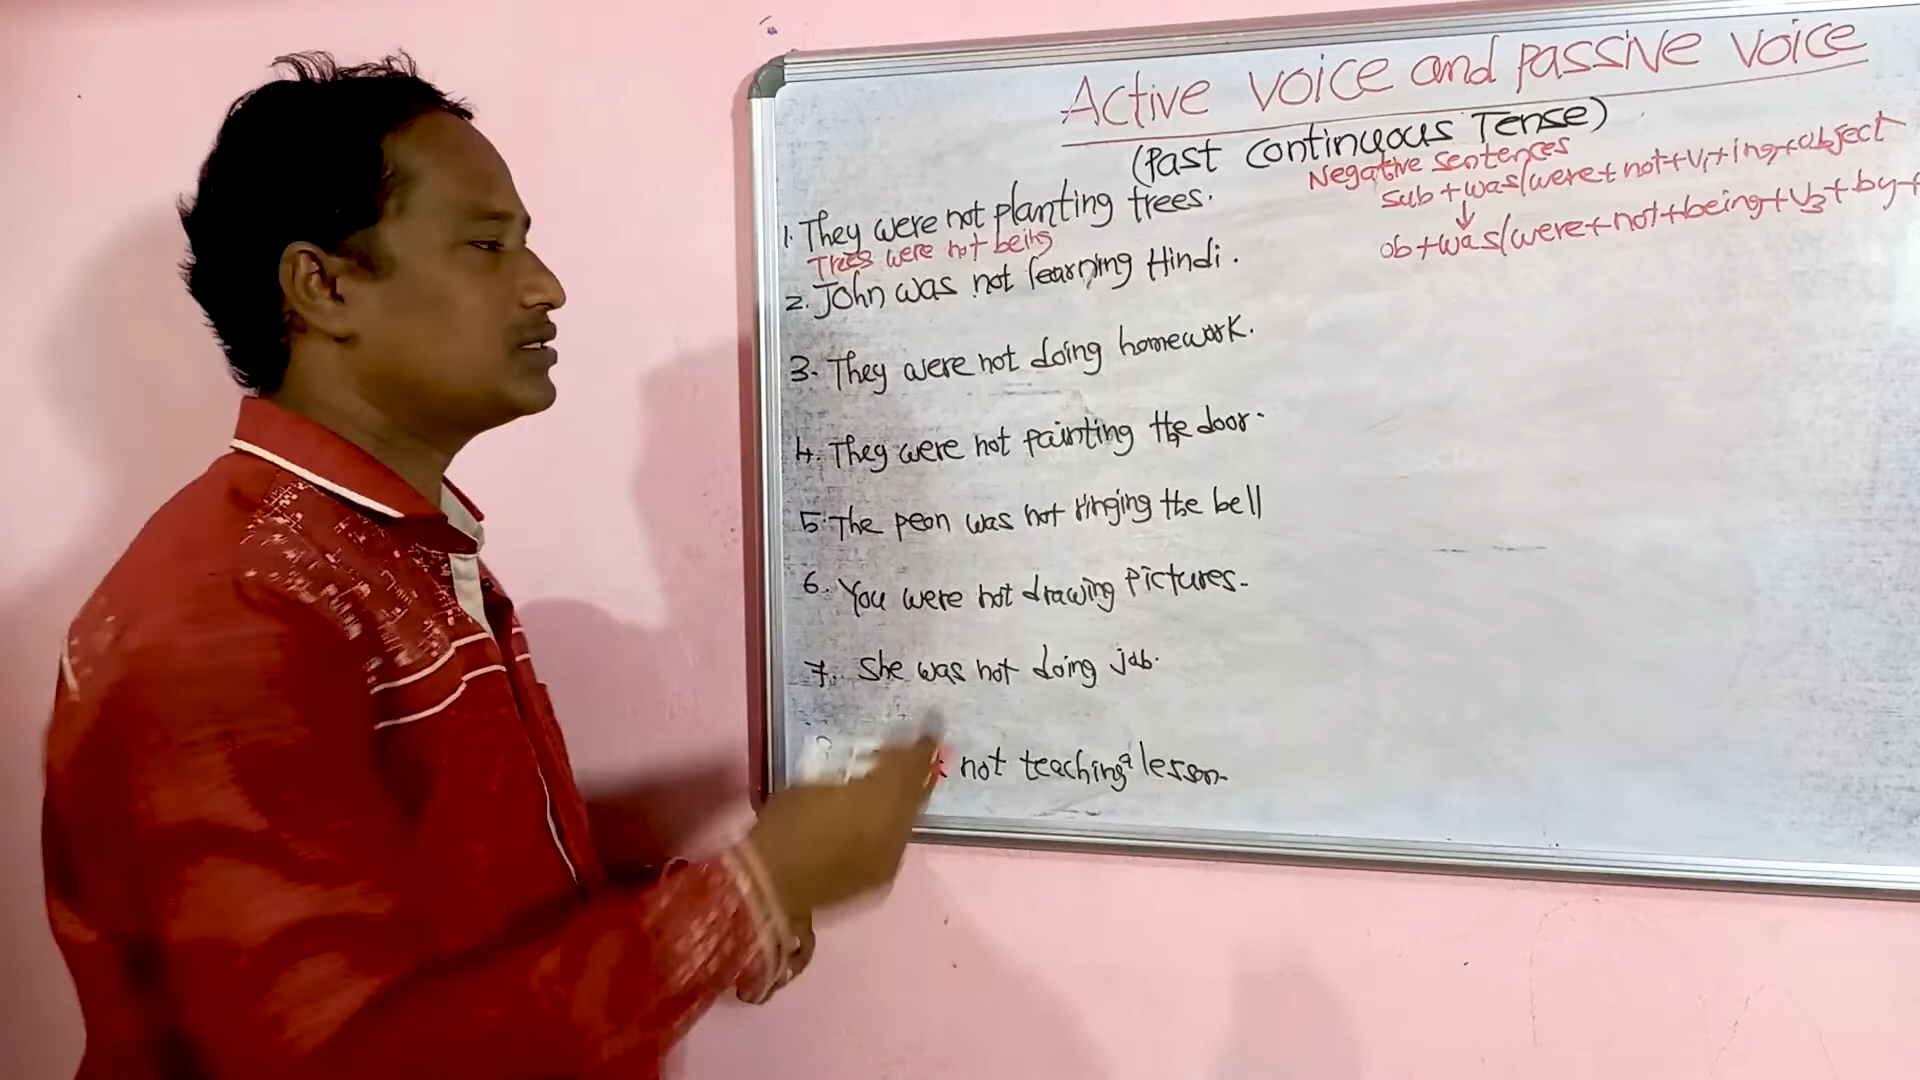 Active voice and passive voice
(Past continuous Tense)
Negative sentences
Sub+was/were+not+V1+ing+object
ob+was/were+not+being+V3+by+
1. They were not planting trees.
Trees were not being
2. John was not learning Hindi.
3. They were not doing homework.
4. They were not painting the door.
5. The peon was not ringing the bell
6. You were not drawing pictures.
7. She was not doing job.
not teaching a lesson.